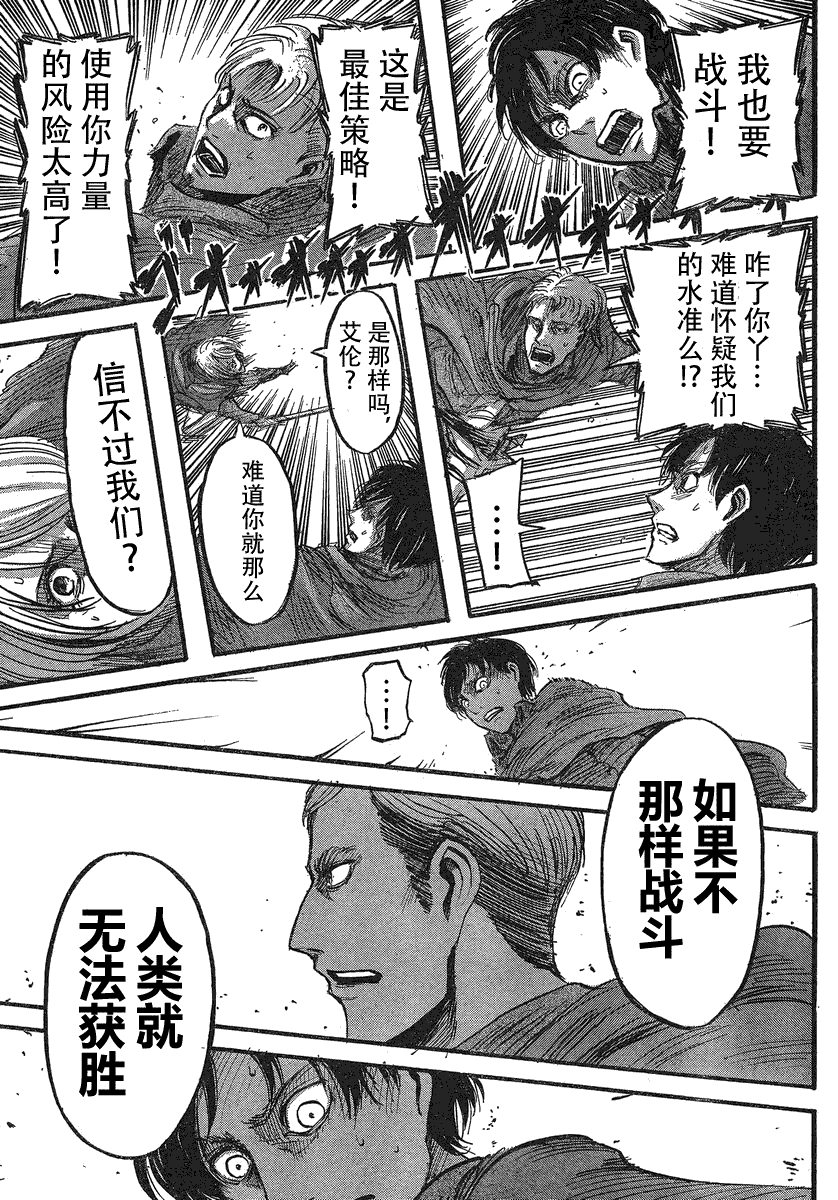 我也要
战斗！
这是
最佳策略！
使用你力量
的风险太高了！
咋了你丫…
难道怀疑我们
的水准么!?
…！
是那样吗，
艾伦？
难道你就那么
信不过我们？
…！
如果不
那样战斗
人类就
无法获胜